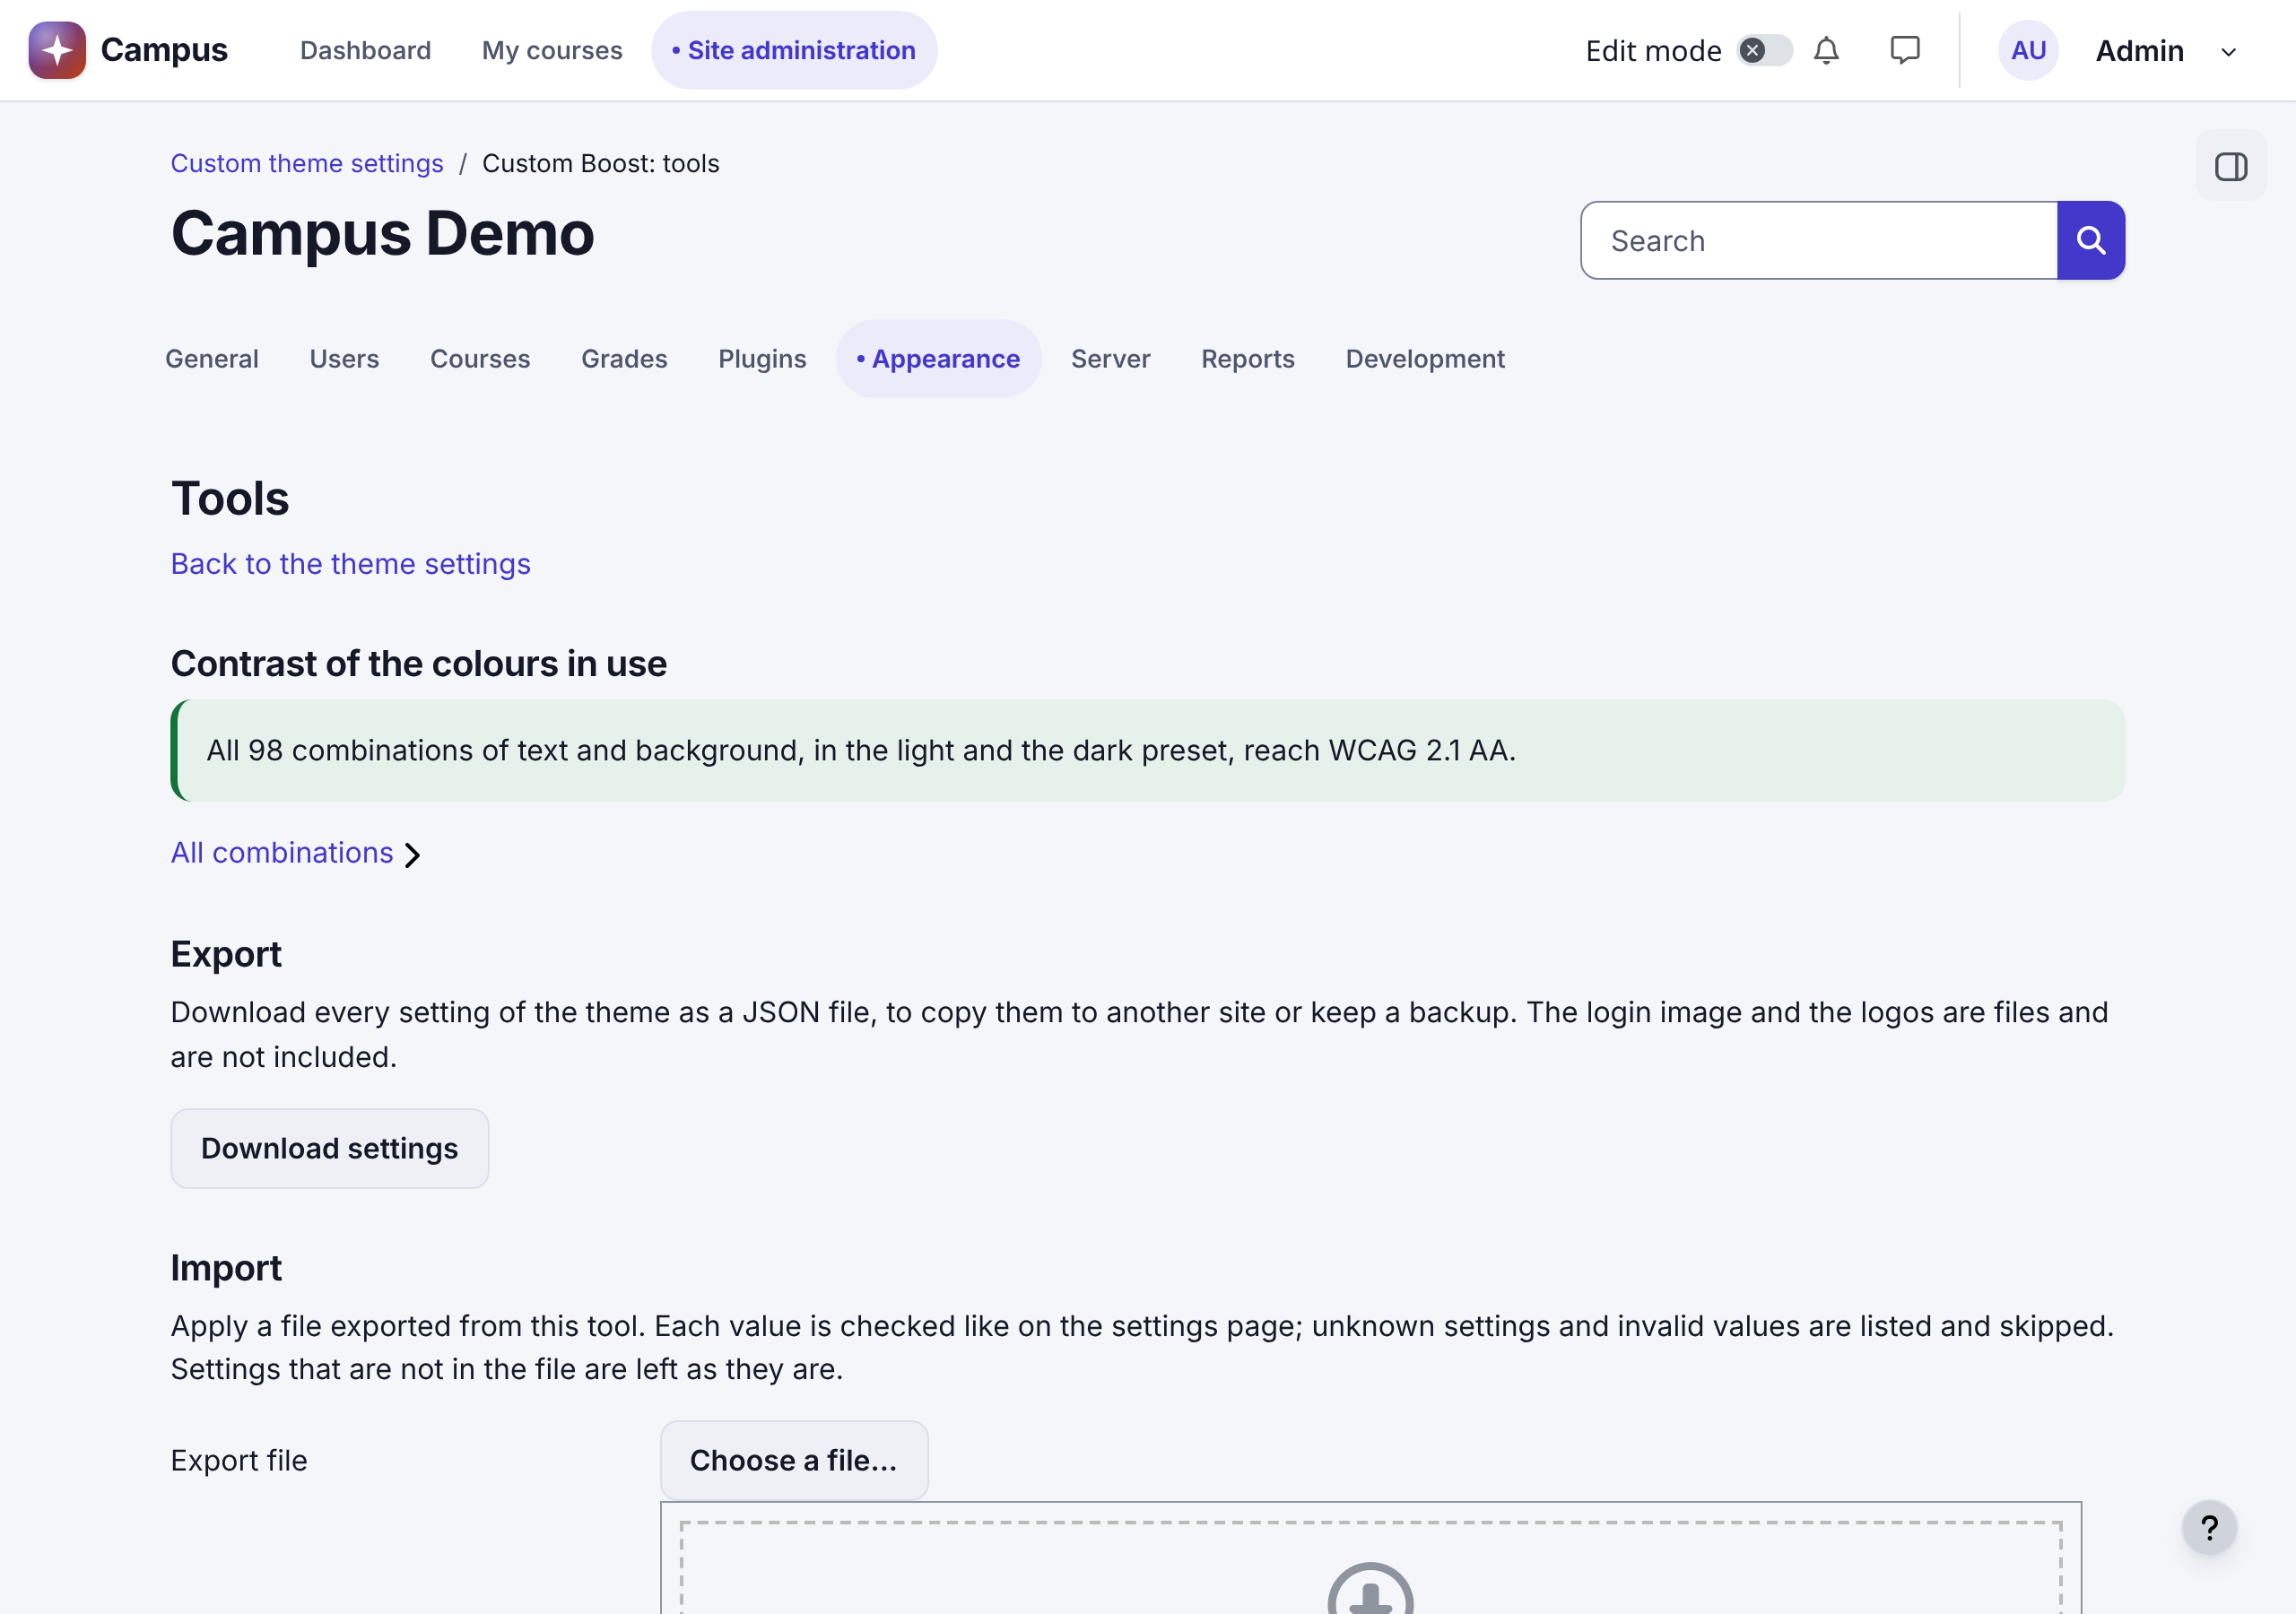 Campus
Dashboard
My courses
• Site administration
Edit mode
AU
Admin
Custom theme settings / Custom Boost: tools
Campus Demo
Search
General
Users
Courses
Grades
Plugins
• Appearance
Server
Reports
Development
Tools
Back to the theme settings
Contrast of the colours in use
All 98 combinations of text and background, in the light and the dark preset, reach WCAG 2.1 AA.
All combinations
Export
Download every setting of the theme as a JSON file, to copy them to another site or keep a backup. The login image and the logos are files and
are not included.
Download settings
Import
Apply a file exported from this tool. Each value is checked like on the settings page; unknown settings and invalid values are listed and skipped.
Settings that are not in the file are left as they are.
Export file
Choose a file...
?